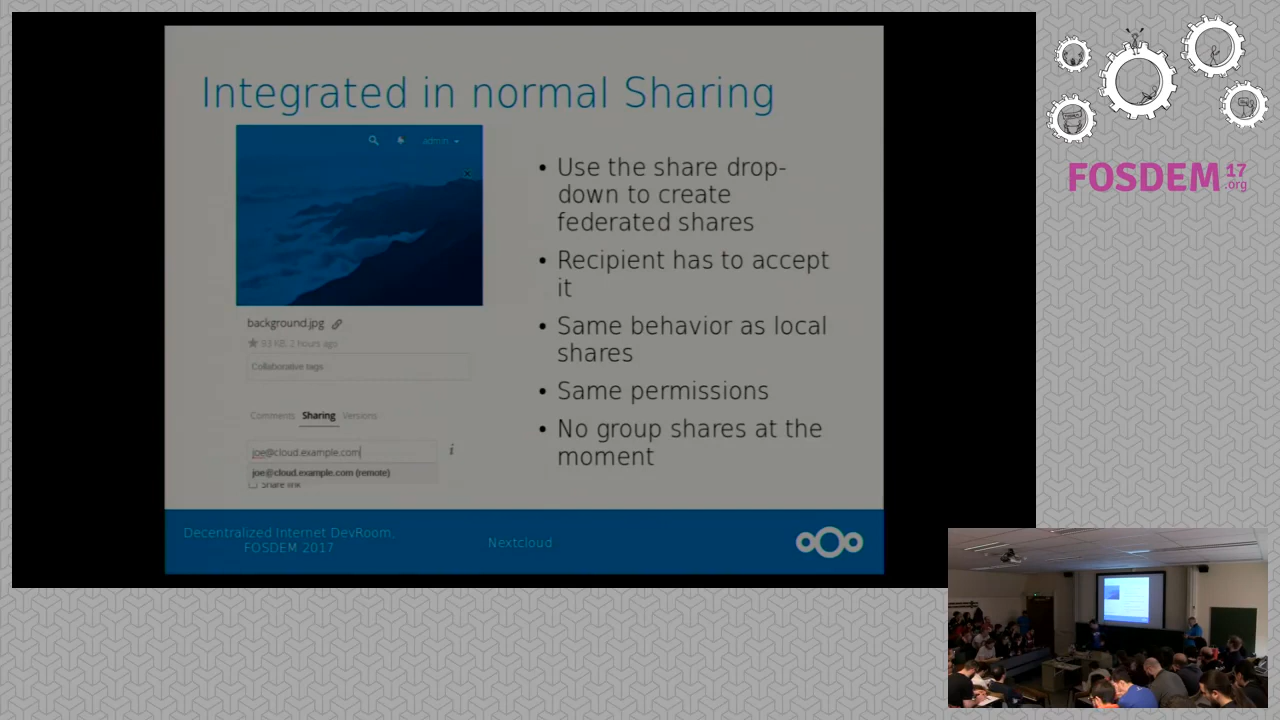 Integrated in normal Sharing
admin
background.jpg
93 KB, 2 hours ago
Collaborative tags
Comments Sharing Versions
joe@cloud.example.com
i
joe@cloud.example.com (remote)
Share link
• Use the share drop-
down to create
federated shares
• Recipient has to accept
it
• Same behavior as local
shares
• Same permissions
• No group shares at the
moment
Decentralized Internet DevRoom,
FOSDEM 2017
Nextcloud
FOSDEM 17
.org